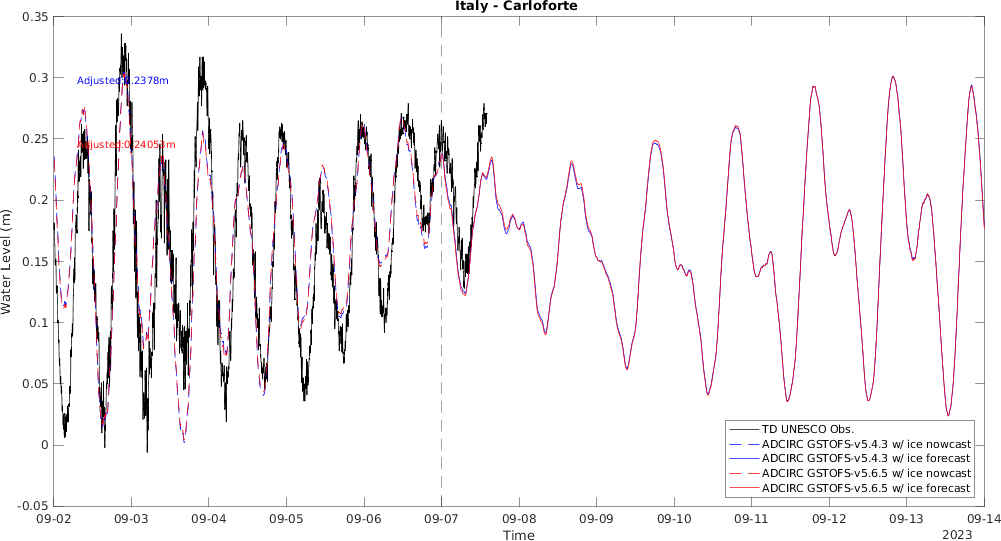 Italy - Carloforte
0.35
0.3
0.25
0.2
0.15
0.1
0.05
0
-0.05
Water Level (m)
Adjusted:0.2378m
Adjusted:0.24053m
TD UNESCO Obs.
ADCIRC GSTOFS-v5.4.3 w/ ice nowcast
ADCIRC GSTOFS-v5.4.3 w/ ice forecast
ADCIRC GSTOFS-v5.6.5 w/ ice nowcast
ADCIRC GSTOFS-v5.6.5 w/ ice forecast
09-02 09-03 09-04 09-05 09-06 09-07 09-08 09-09 09-10 09-11 09-12 09-13 09-14
Time
2023